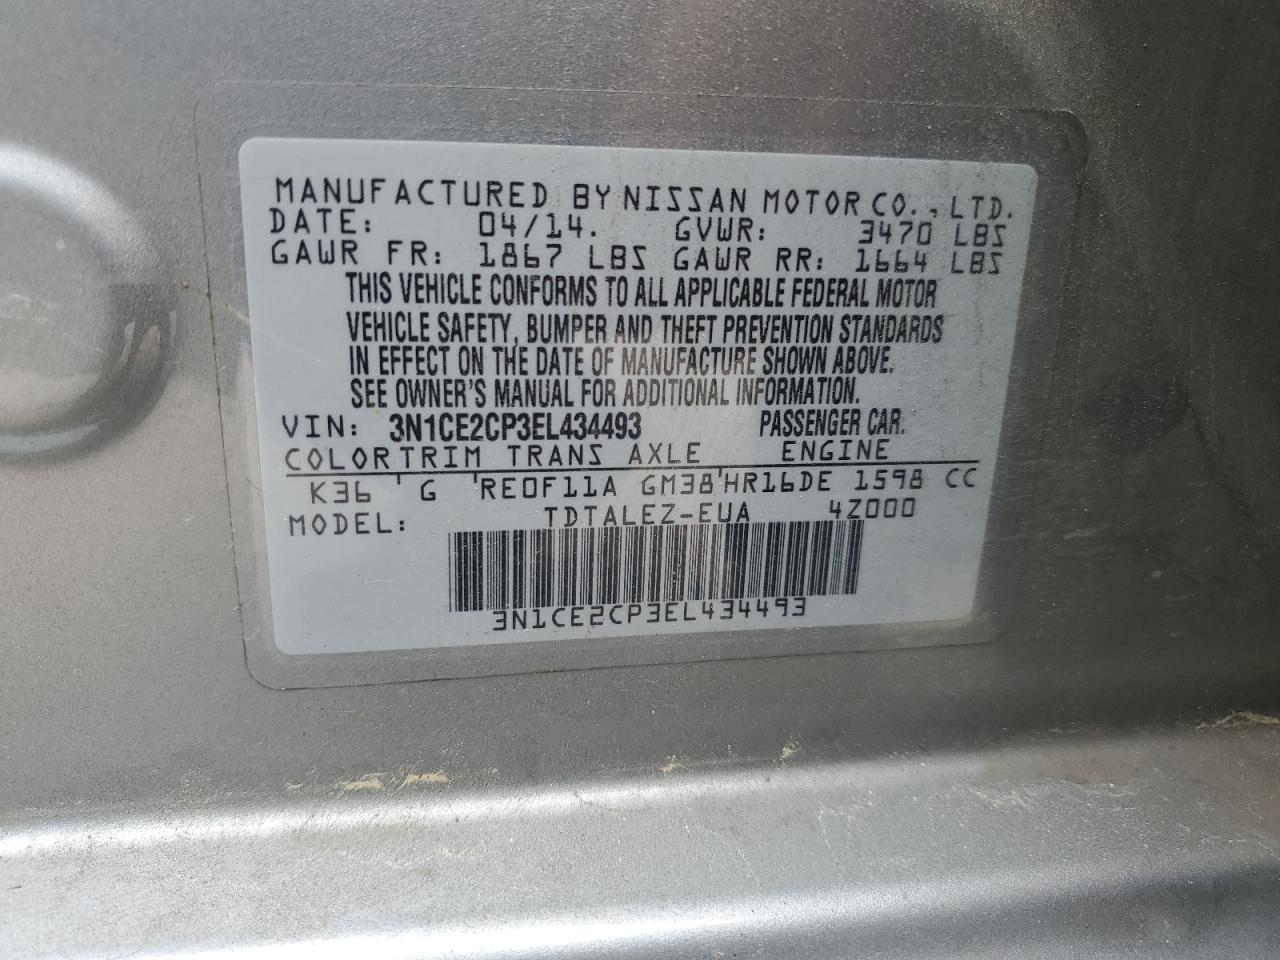 MANUFACTURED BY NISSAN MOTOR CO., LTD.
DATE: 04/14. GVWR: 3470 LBS
GAWR FR: 1867 LBS GAWR RR: 1664 LBS
THIS VEHICLE CONFORMS TO ALL APPLICABLE FEDERAL MOTOR
VEHICLE SAFETY, BUMPER AND THEFT PREVENTION STANDARDS
IN EFFECT ON THE DATE OF MANUFACTURE SHOWN ABOVE.
SEE OWNER'S MANUAL FOR ADDITIONAL INFORMATION.
VIN: 3N1CE2CP3EL434493 PASSENGER CAR.
COLORTRIM TRANS AXLE ENGINE
K36 ' G 'RE0F11A GM38'HR16DE 1598 CC
MODEL: TDTALEZ-EUA 4Z000
3N1CE2CP3EL434493